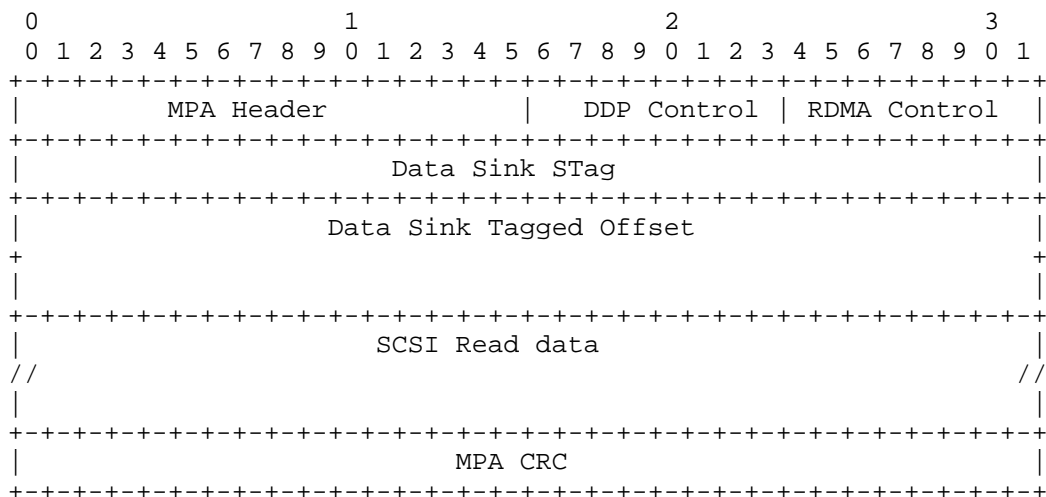 0                   1                   2                   3
 0 1 2 3 4 5 6 7 8 9 0 1 2 3 4 5 6 7 8 9 0 1 2 3 4 5 6 7 8 9 0 1
+-+-+-+-+-+-+-+-+-+-+-+-+-+-+-+-+-+-+-+-+-+-+-+-+-+-+-+-+-+-+-+-+
|         MPA Header            |   DDP Control | RDMA Control  |
+-+-+-+-+-+-+-+-+-+-+-+-+-+-+-+-+-+-+-+-+-+-+-+-+-+-+-+-+-+-+-+-+
|                       Data Sink STag                          |
+-+-+-+-+-+-+-+-+-+-+-+-+-+-+-+-+-+-+-+-+-+-+-+-+-+-+-+-+-+-+-+-+
|                   Data Sink Tagged Offset                     |
+                                                               +
|                                                               |
+-+-+-+-+-+-+-+-+-+-+-+-+-+-+-+-+-+-+-+-+-+-+-+-+-+-+-+-+-+-+-+-+
|                      SCSI Read data                           |
//                                                             //
|                                                               |
+-+-+-+-+-+-+-+-+-+-+-+-+-+-+-+-+-+-+-+-+-+-+-+-+-+-+-+-+-+-+-+-+
|                           MPA CRC                             |
+-+-+-+-+-+-+-+-+-+-+-+-+-+-+-+-+-+-+-+-+-+-+-+-+-+-+-+-+-+-+-+-+